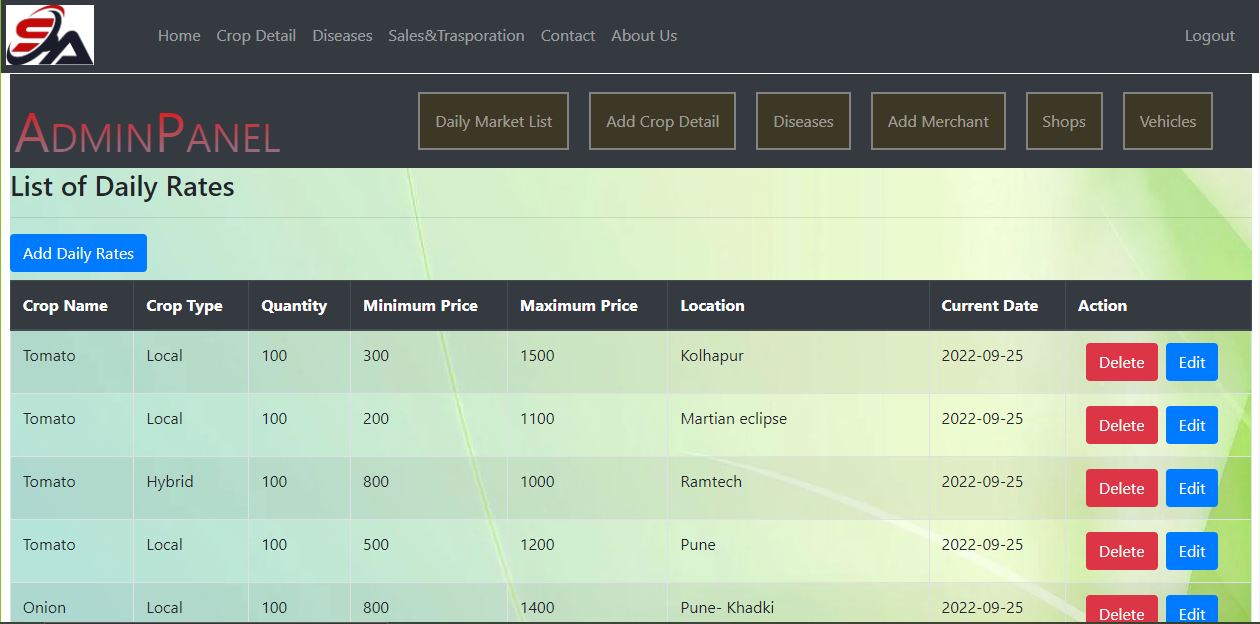 SA
Home Crop Detail Diseases Sales&Trasporation Contact About Us Logout
AdminPanel Daily Market List Add Crop Detail Diseases Add Merchant Shops Vehicles
List of Daily Rates
Add Daily Rates
Crop Name Crop Type Quantity Minimum Price Maximum Price Location Current Date Action
Tomato Local 100 300 1500 Kolhapur 2022-09-25 Delete Edit
Tomato Local 100 200 1100 Martian eclipse 2022-09-25 Delete Edit
Tomato Hybrid 100 800 1000 Ramtech 2022-09-25 Delete Edit
Tomato Local 100 500 1200 Pune 2022-09-25 Delete Edit
Onion Local 100 800 1400 Pune- Khadki 2022-09-25 Delete Edit